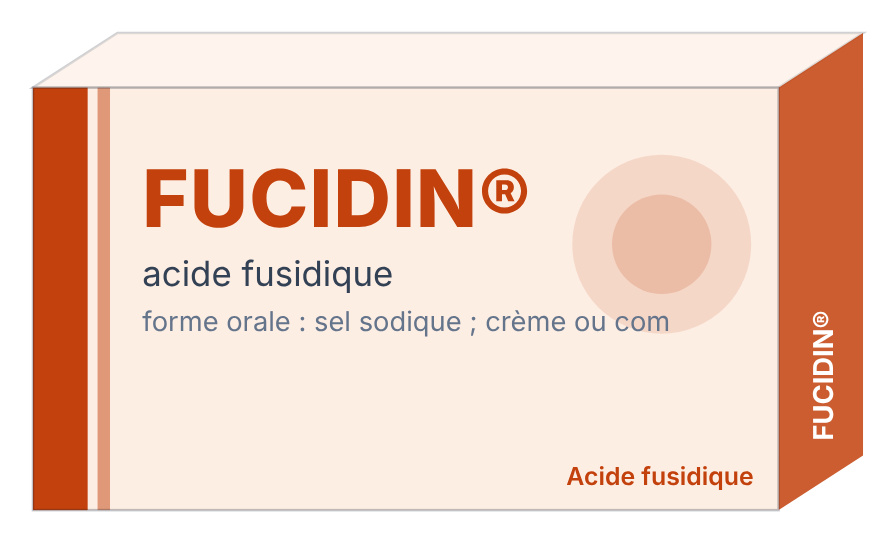 FUCIDIN®
acide fusidique
forme orale : sel sodique ; crème ou com
Acide fusidique
FUCIDIN®